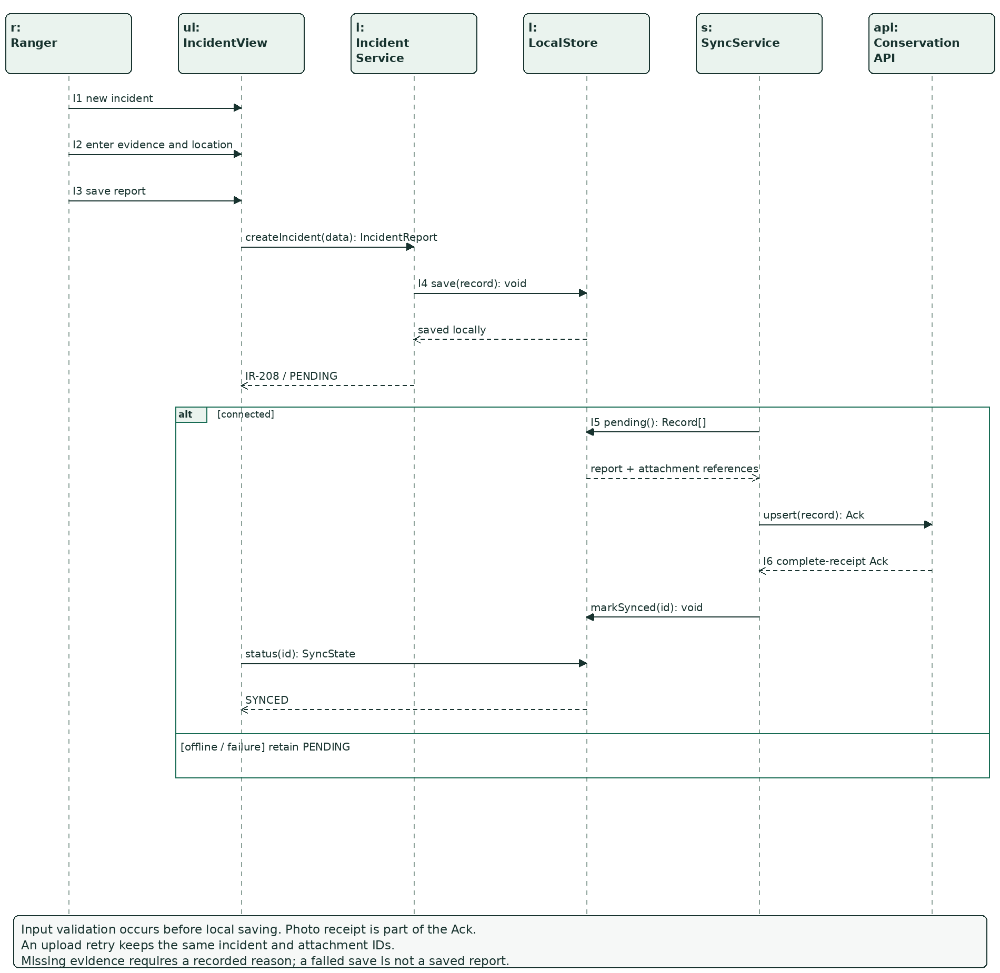 r:
Ranger
ui:
IncidentView
i:
Incident
Service
l:
LocalStore
s:
SyncService
api:
Conservation
API
I1 new incident
I2 enter evidence and location
I3 save report
createIncident(data): IncidentReport
I4 save(record): void
saved locally
IR-208 / PENDING
alt
[connected]
I5 pending(): Record[]
report + attachment references
upsert(record): Ack
I6 complete-receipt Ack
markSynced(id): void
status(id): SyncState
SYNCED
[offline / failure] retain PENDING
Input validation occurs before local saving. Photo receipt is part of the Ack.
An upload retry keeps the same incident and attachment IDs.
Missing evidence requires a recorded reason; a failed save is not a saved report.